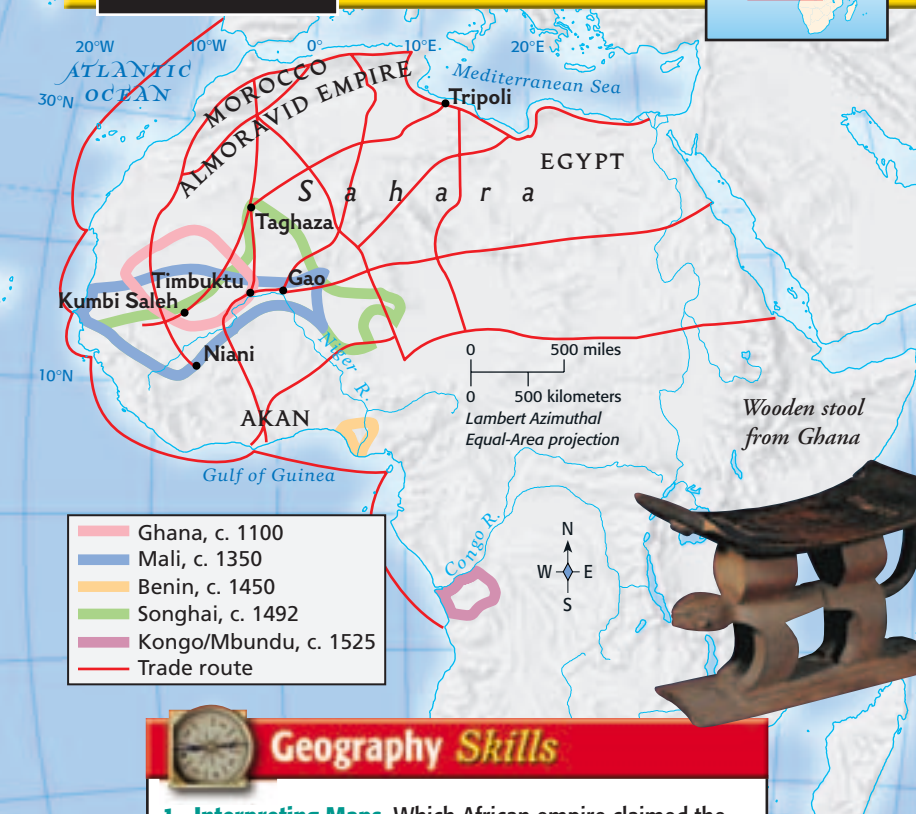 20°W
10°W
0°
10°E
20°E
ATLANTIC
OCEAN
30°N
MOROCCO
ALMORAVID EMPIRE
Mediterranean Sea
Tripoli
EGYPT
Sahara
Taghaza
Timbuktu
Gao
Kumbi Saleh
Niani
Niger R.
10°N
0 500 miles
0 500 kilometers
Lambert Azimuthal
Equal-Area projection
Wooden stool
from Ghana
AKAN
Gulf of Guinea
Congo R.
N
W E
S
Ghana, c. 1100
Mali, c. 1350
Benin, c. 1450
Songhai, c. 1492
Kongo/Mbundu, c. 1525
Trade route
Geography Skills
1. Interpreting Maps Which African empire claimed the